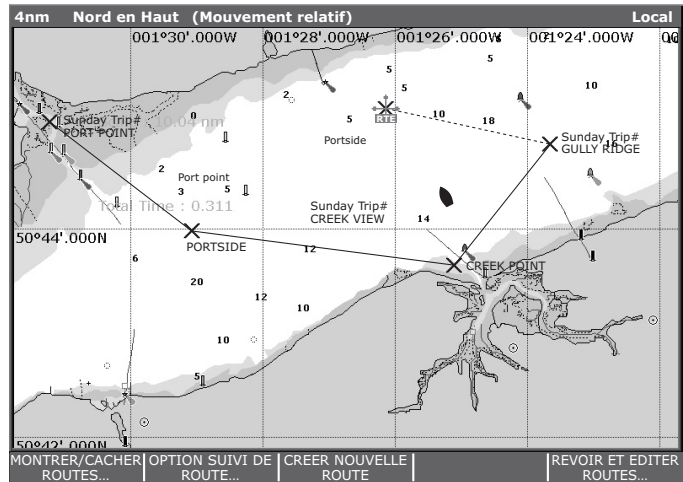 4nm Nord en Haut (Mouvement relatif) Local
001°30'.000W 001°28'.000W 001°26'.000W 001°24'.000W
5
2 5 10
5 10 18
RTE
0
Sunday Trip# 10.04 nm
PORT POINT
Portside
Sunday Trip#
GULLY RIDGE
16
2
Port point
3 5
Total Time : 0.311
Sunday Trip#
CREEK VIEW
14
50°44'.000N
PORTSIDE
12
6
CREEK POINT
20
12
10
10
5
50°42'.000N
MONTRER/CACHER
ROUTES...
OPTION SUIVI DE
ROUTE...
CREER NOUVELLE
ROUTE
REVOIR ET EDITER
ROUTES...